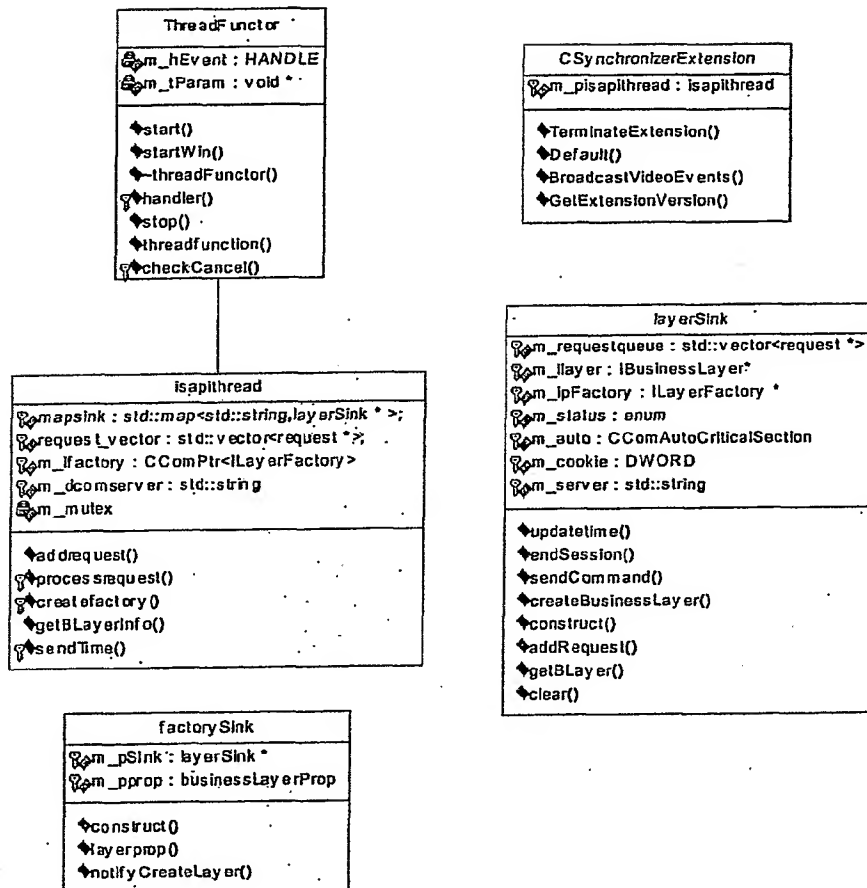 ThreadFunctor
m_hEvent : HANDLE
m_tParam : void *
start()
startWin()
~threadFunctor()
handler()
stop()
threadfunction()
checkCancel()
CSynchronizerExtension
m_pisapithread : isapithread
TerminateExtension()
Default()
BroadcastVideoEvents()
GetExtensionVersion()
isapithread
mapsink : std::map<std::string,layerSink * >;
request_vector : std::vector<request *>;
m_lfactory : CComPtr<ILayerFactory>
m_dcomserver : std::string
m_mutex
addrequest()
processrequest()
createfactory()
getBLayerInfo()
sendTime()
layerSink
m_requestqueue : std::vector<request *>
m_llayer : IBusinessLayer*
m_ipFactory : ILayerFactory *
m_status : enum
m_auto : CComAutoCriticalSection
m_cookie : DWORD
m_server : std::string
updatetime()
endSession()
sendCommand()
createBusinessLayer()
construct()
addRequest()
getBLayer()
clear()
factorySink
m_pSink : layerSink *
m_pprop : businessLayerProp
construct()
layerprop()
notifyCreateLayer()